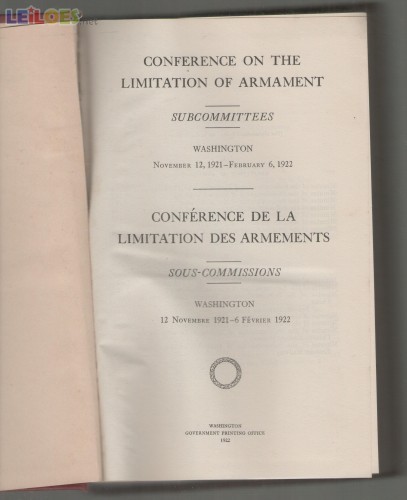 LEILOES
CONFERENCE ON THE
LIMITATION OF ARMAMENT
SUBCOMMITTEES
WASHINGTON
NOVEMBER 12, 1921–FEBRUARY 6, 1922
CONFÉRENCE DE LA
LIMITATION DES ARMEMENTS
SOUS-COMMISSIONS
WASHINGTON
12 NOVEMBRE 1921–6 FÉVRIER 1922
WASHINGTON
GOVERNMENT PRINTING OFFICE
1922